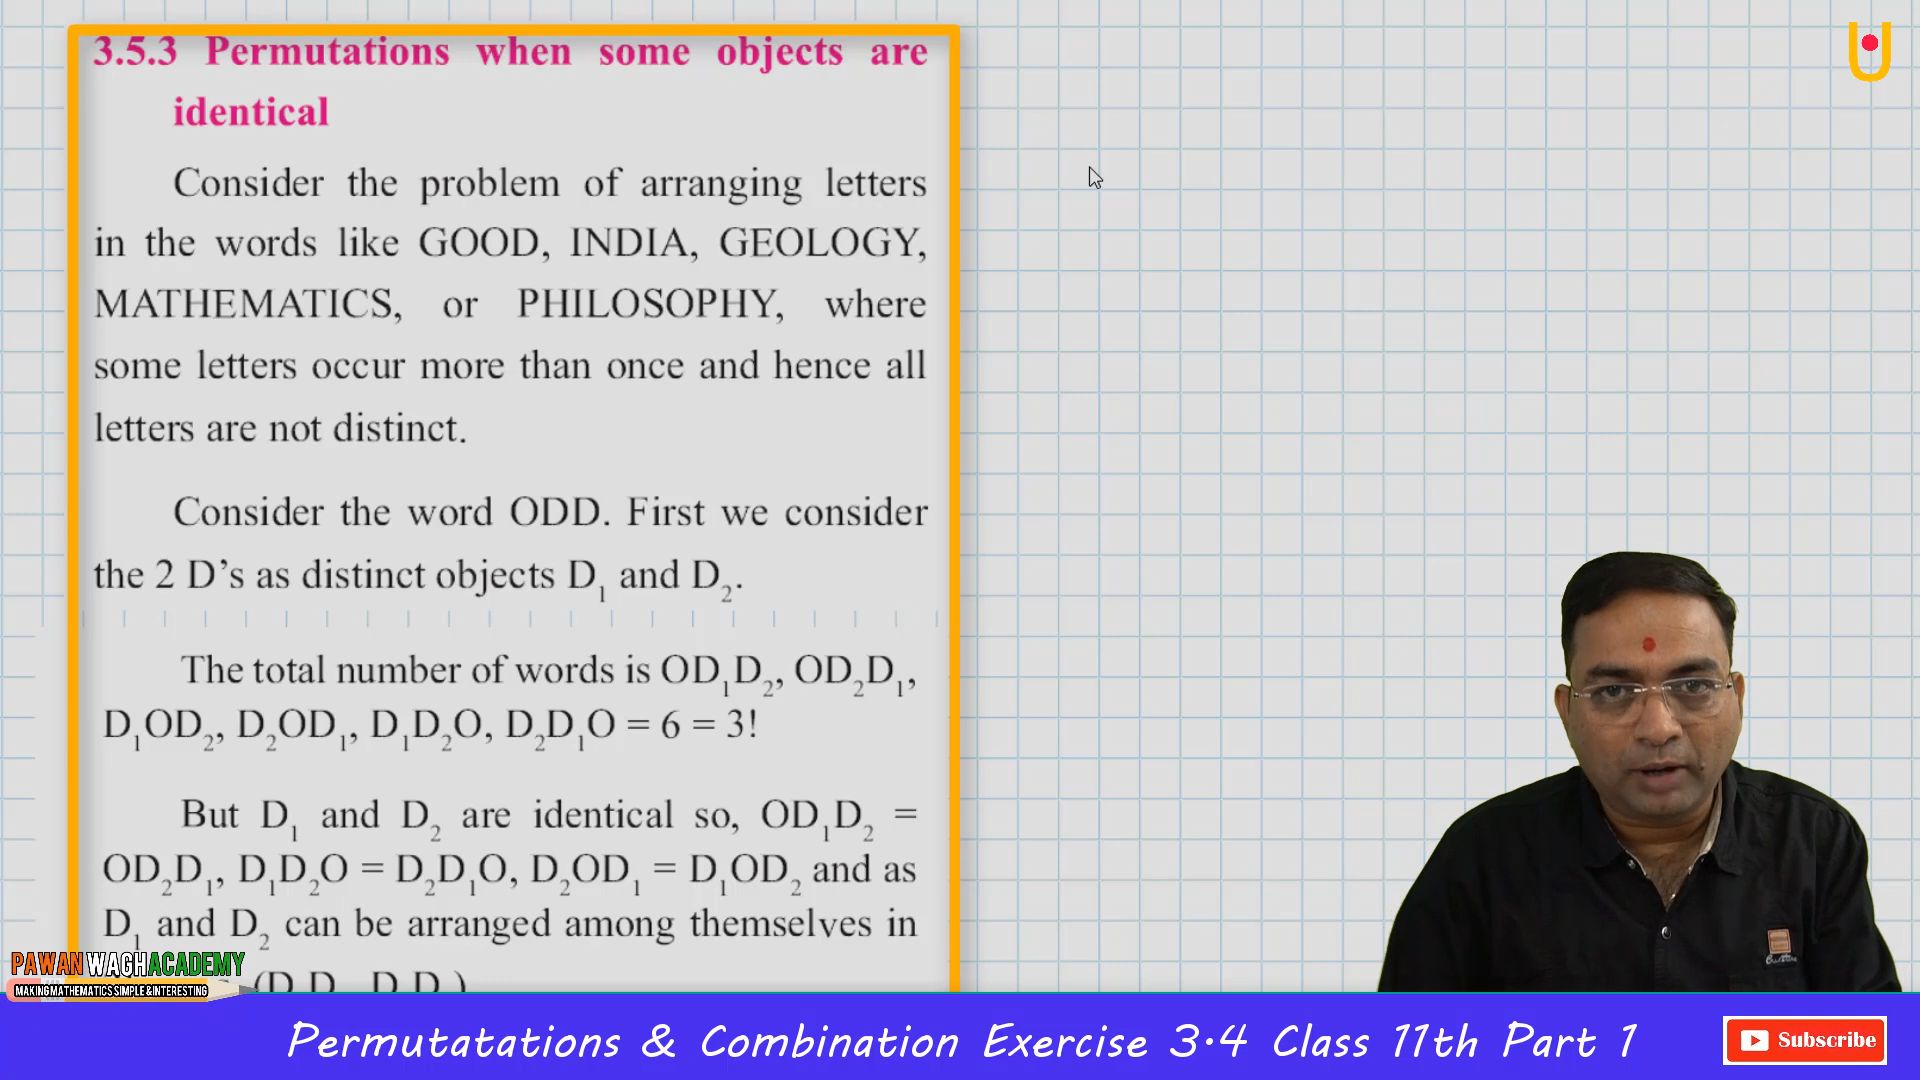 3.5.3 Permutations when some objects are
identical
Consider the problem of arranging letters
in the words like GOOD, INDIA, GEOLOGY,
MATHEMATICS, or PHILOSOPHY, where
some letters occur more than once and hence all
letters are not distinct.
Consider the word ODD. First we consider
the 2 D’s as distinct objects D₁ and D₂.
The total number of words is OD₁D₂, OD₂D₁,
D₁OD₂, D₂OD₁, D₁D₂O, D₂D₁O = 6 = 3!
But D₁ and D₂ are identical so, OD₁D₂ =
OD₂D₁, D₁D₂O = D₂D₁O, D₂OD₁ = D₁OD₂ and as
D₁ and D₂ can be arranged among themselves in
PAWAN WAGH ACADEMY
MAKING MATHEMATICS SIMPLE & INTERESTING
Permutatations & Combination Exercise 3.4 Class 11th Part 1
Subscribe